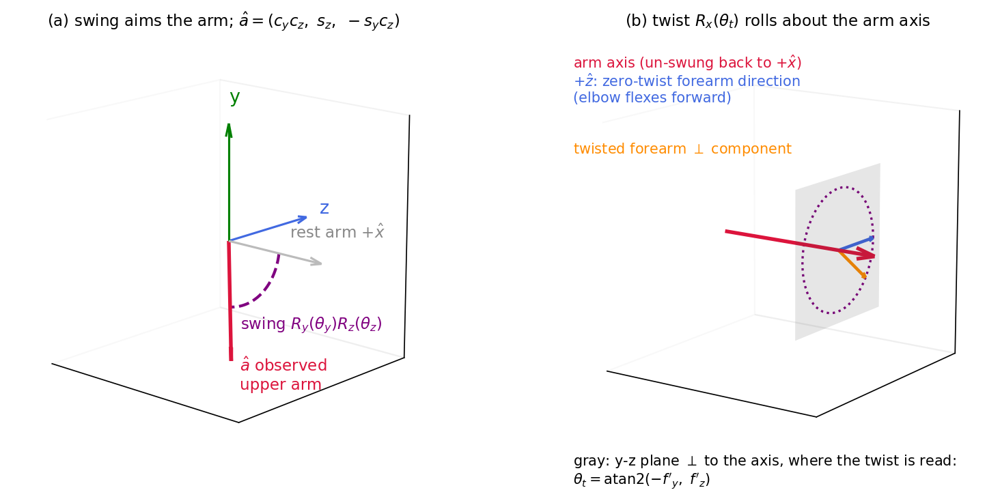 (a) swing aims the arm; â = (c_y c_z, s_z, −s_y c_z)
y
z
rest arm +x̂
swing R_y(θ_y)R_z(θ_z)
â observed
upper arm
(b) twist R_x(θ_t) rolls about the arm axis
arm axis (un-swung back to +x̂)
+ẑ: zero-twist forearm direction
(elbow flexes forward)
twisted forearm ⊥ component
gray: y-z plane ⊥ to the axis, where the twist is read:
θ_t = atan2(−f′_y, f′_z)